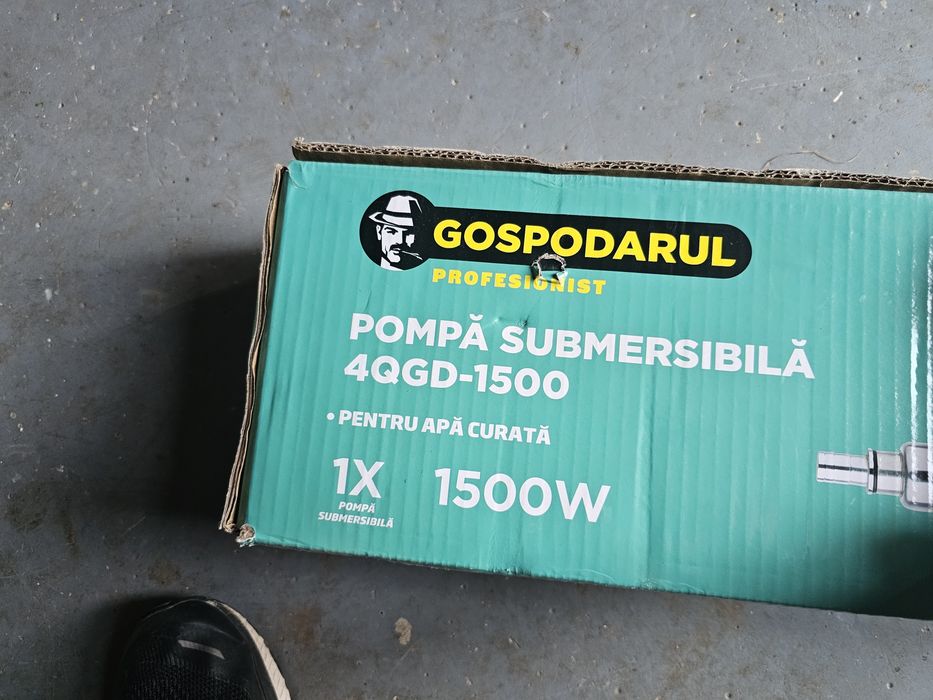 GOSPODARUL
PROFESIONIST
POMPĂ SUBMERSIBILĂ
4QGD-1500
• PENTRU APĂ CURATĂ
1X
POMPĂ
SUBMERSIBILĂ
1500W